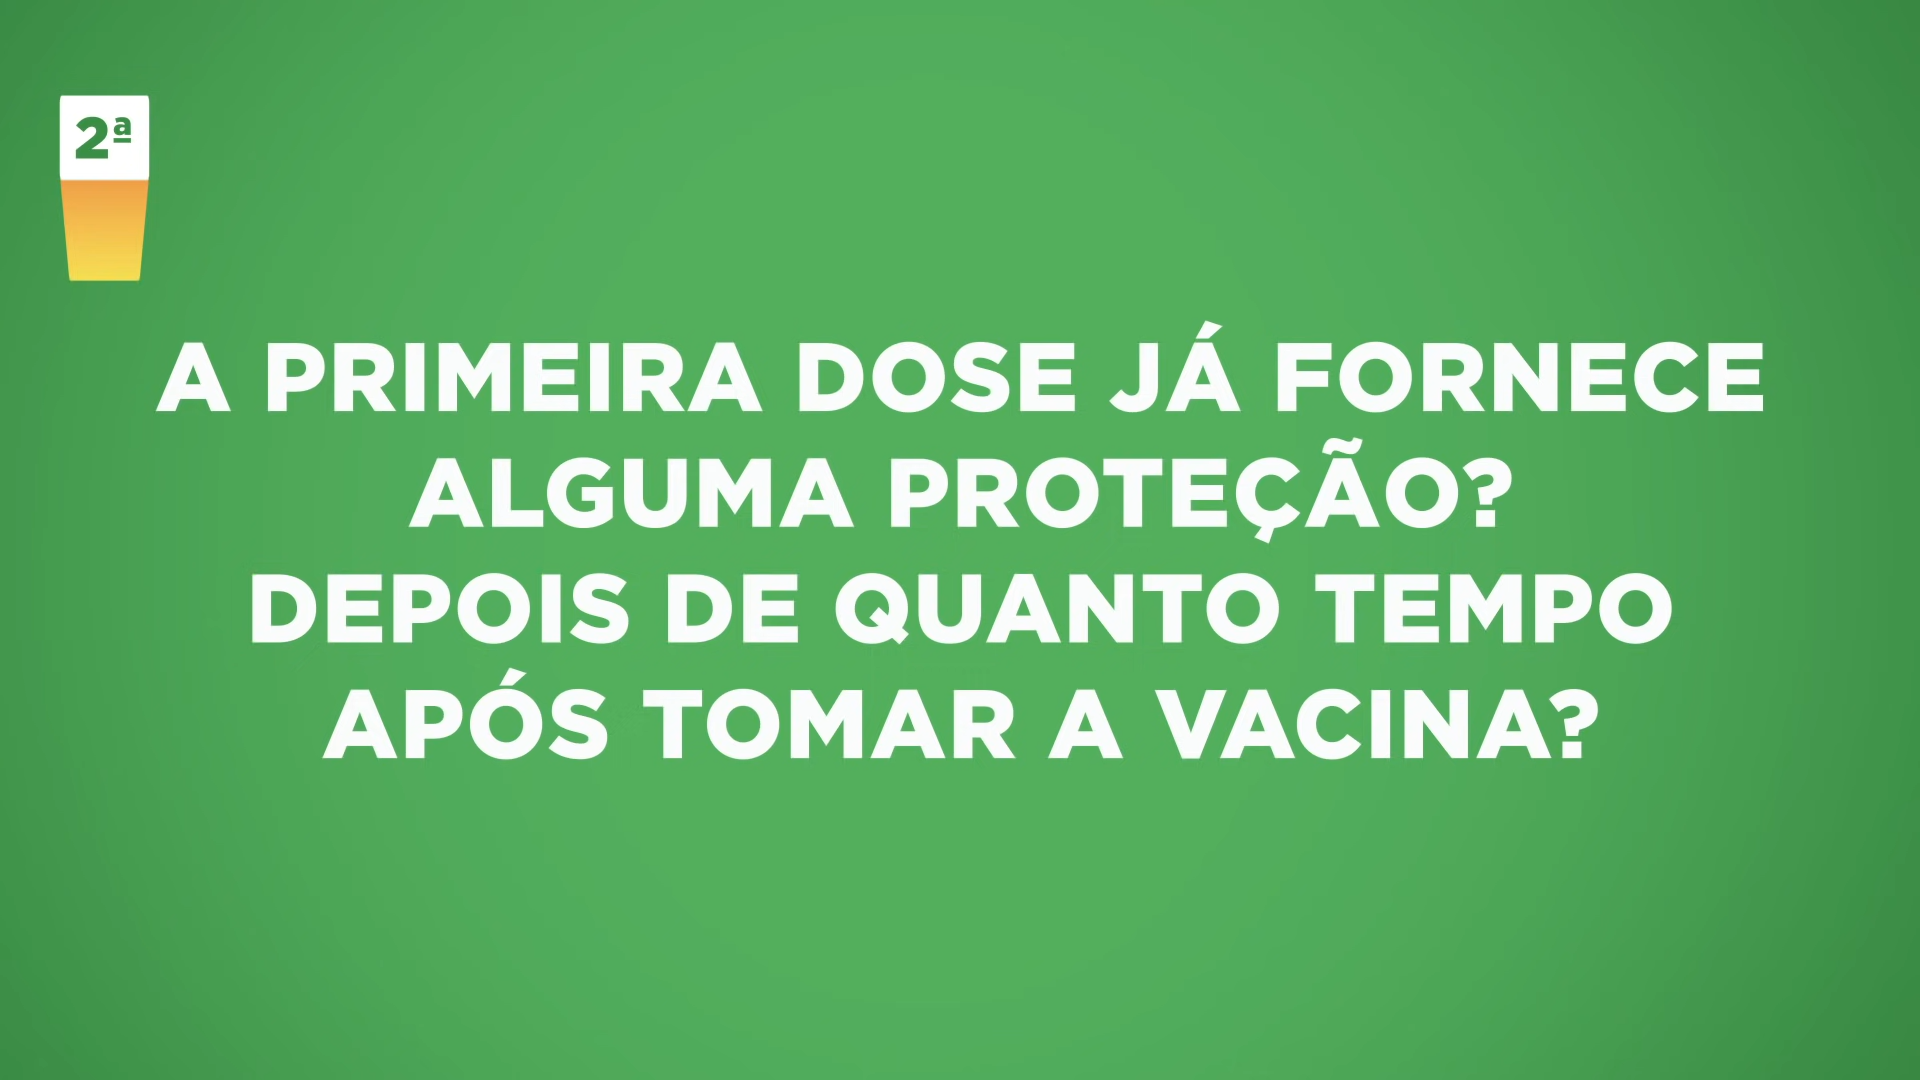 2ª
A PRIMEIRA DOSE JÁ FORNECE
ALGUMA PROTEÇÃO?
DEPOIS DE QUANTO TEMPO
APÓS TOMAR A VACINA?